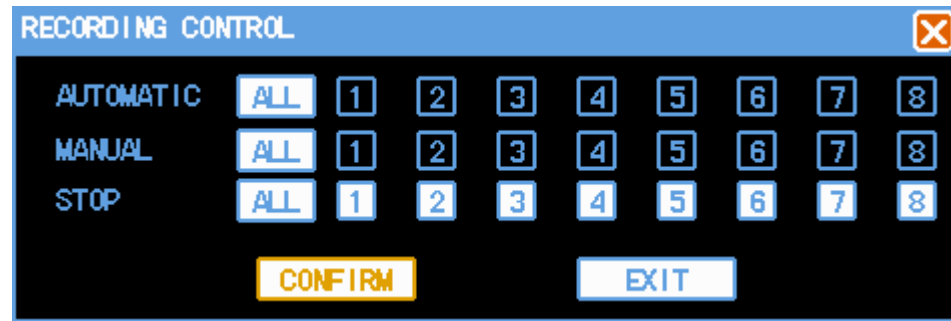 RECORDING CONTROL
AUTOMATIC ALL 1 2 3 4 5 6 7 8
MANUAL ALL 1 2 3 4 5 6 7 8
STOP ALL 1 2 3 4 5 6 7 8
CONFIRM EXIT